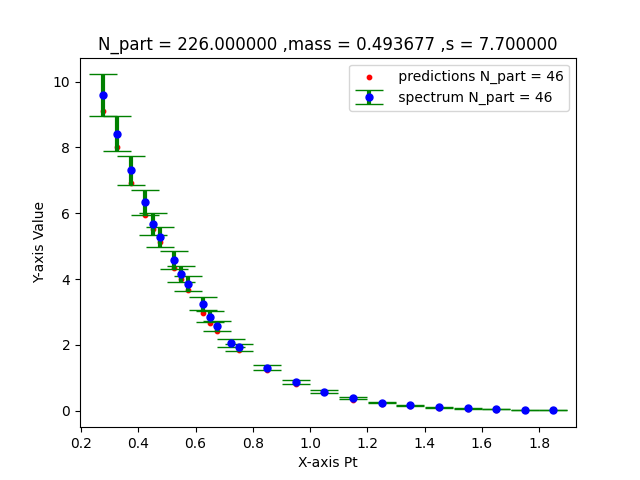 N_part = 226.000000 ,mass = 0.493677 ,s = 7.700000
predictions N_part = 46
spectrum N_part = 46
Y-axis Value
10
8
6
4
2
0
0.2 0.4 0.6 0.8 1.0 1.2 1.4 1.6 1.8
X-axis Pt